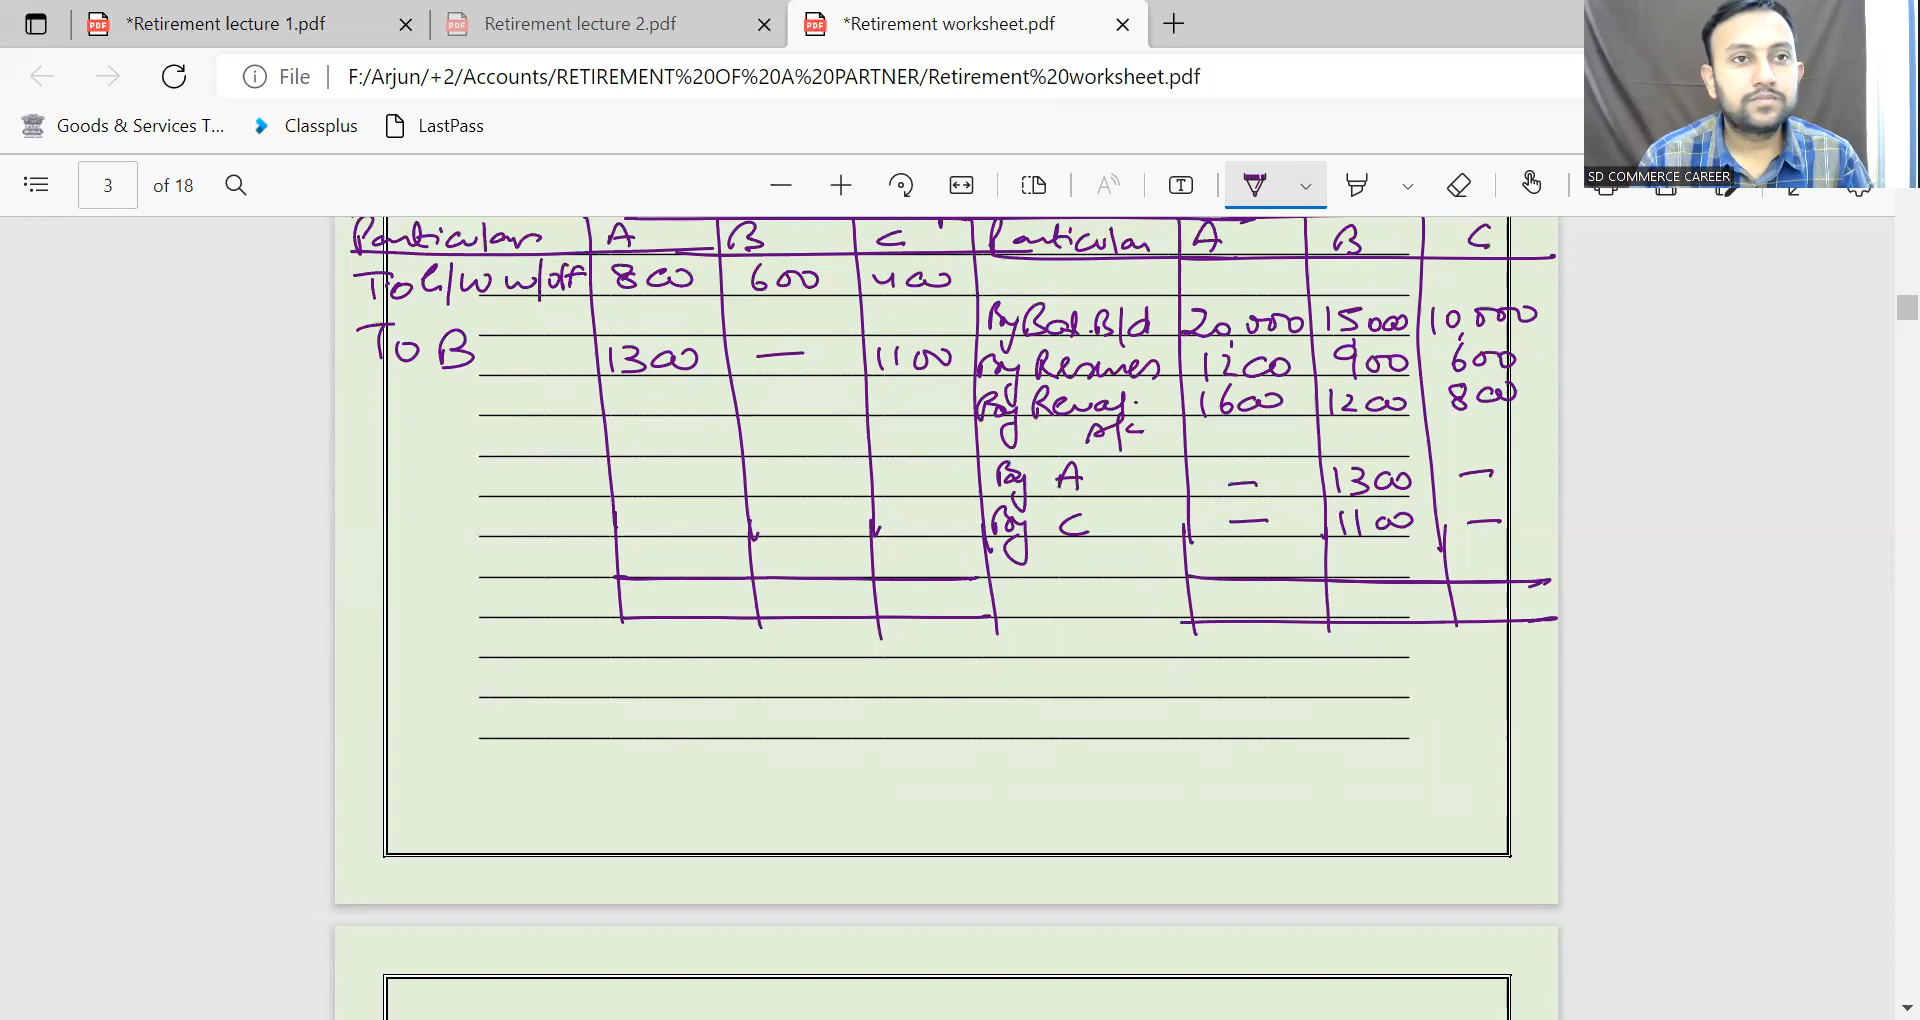 *Retirement lecture 1.pdf
Retirement lecture 2.pdf
*Retirement worksheet.pdf
File
F:/Arjun/+2/Accounts/RETIREMENT%20OF%20A%20PARTNER/Retirement%20worksheet.pdf
Goods & Services T...
Classplus
LastPass
SD COMMERCE CAREER
3 of 18
Particulars A B C Particular A B C
To G/W w/off 800 600 400
By Bal. B/d 20,000 15,000 10,000
To B 1300 — 1100 By Reserves 1200 900 600
By Reval. A/c 1600 1200 800
By A — 1300 —
By C — 1100 —